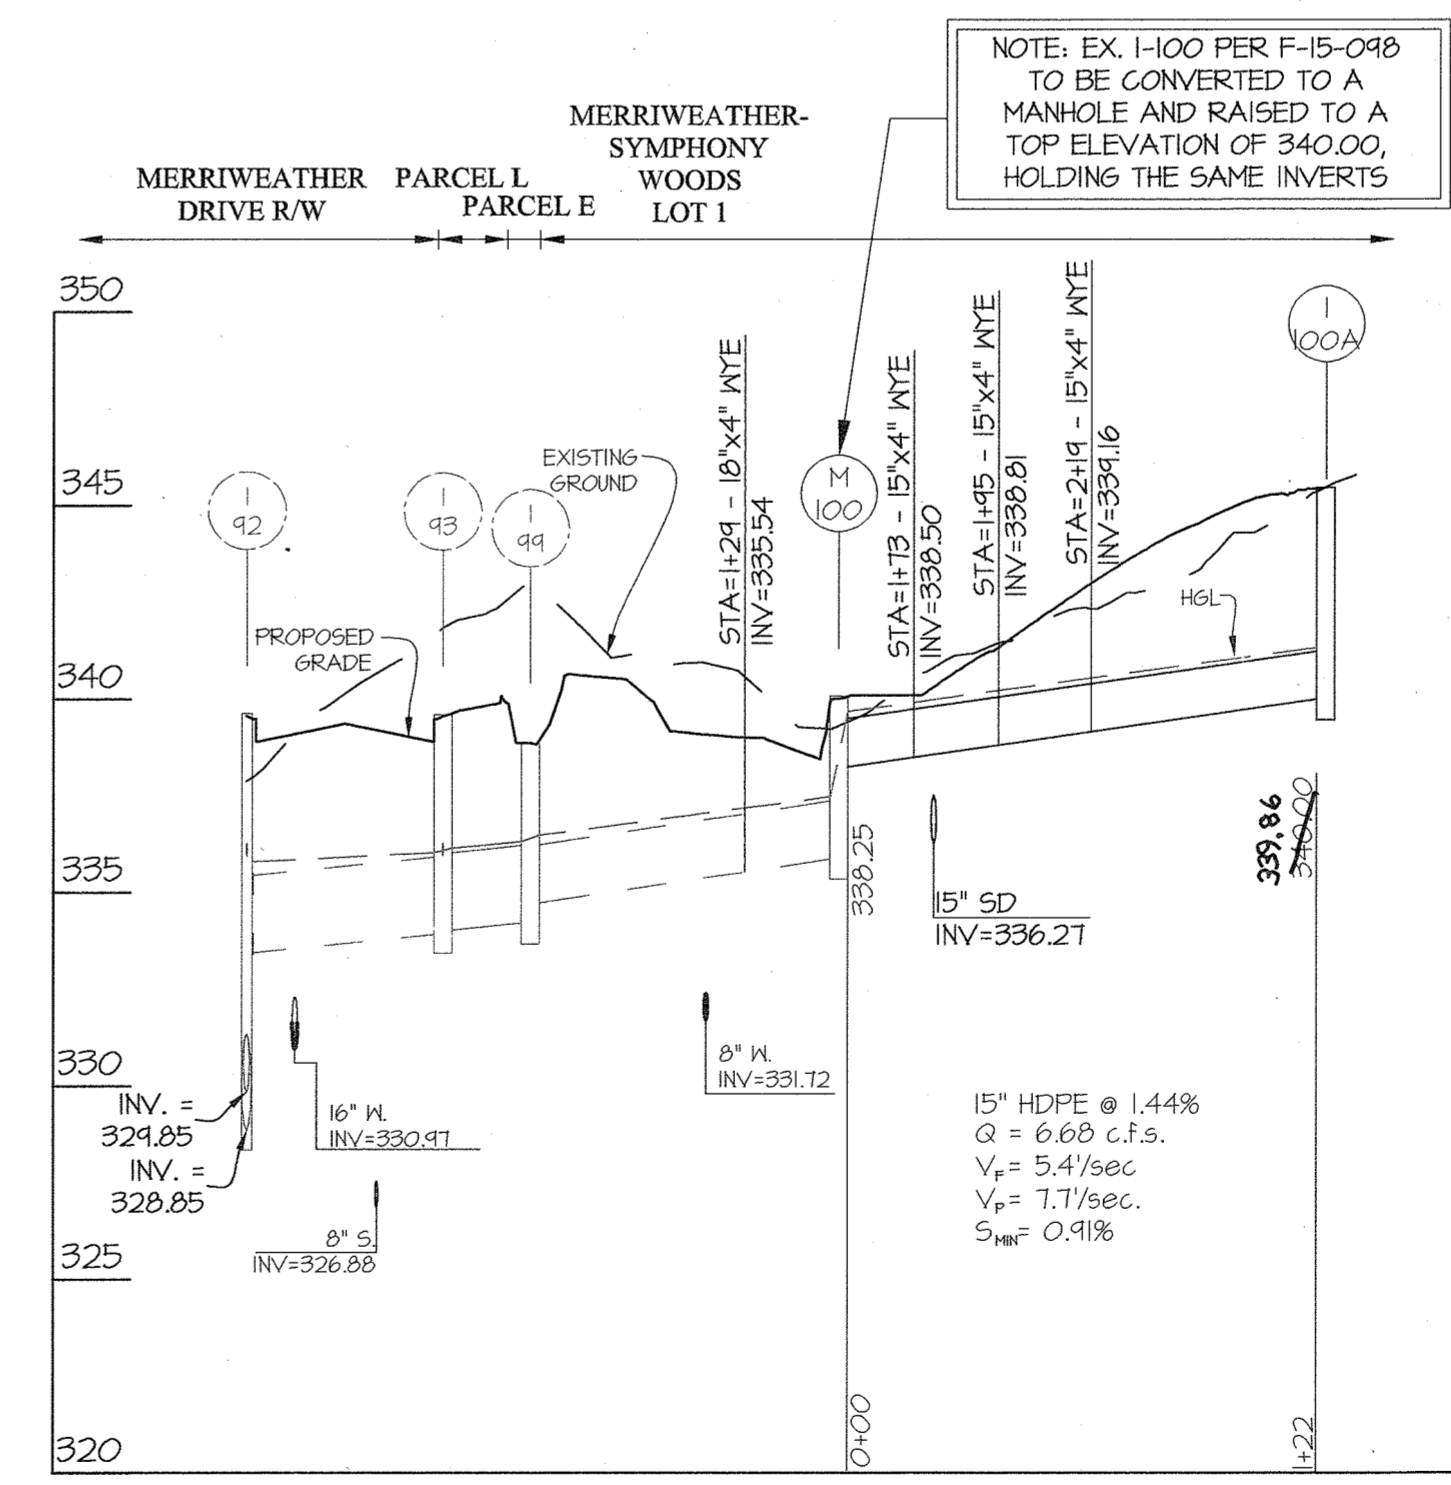 NOTE: EX. I-100 PER F-15-098
TO BE CONVERTED TO A
MANHOLE AND RAISED TO A
TOP ELEVATION OF 340.00,
HOLDING THE SAME INVERTS
MERRIWEATHER
DRIVE R/W
PARCEL L
PARCEL E
MERRIWEATHER-
SYMPHONY
WOODS
LOT 1
350
345
340
335
330
325
320
I
92
I
93
I
99
M
100
I
100A
EXISTING
GROUND
PROPOSED
GRADE
STA=1+29 - 18"x4" WYE
INV=335.54
STA=1+73 - 15"x4" WYE
INV=338.50
STA=1+95 - 15"x4" WYE
INV=338.81
STA=2+19 - 15"x4" WYE
INV=339.16
HGL
338.25
15" SD
INV=336.27
339.86
340.00
INV. =
329.85
INV. =
328.85
16" W.
INV=330.97
8" S.
INV=326.88
8" W.
INV=331.72
15" HDPE @ 1.44%
Q = 6.68 c.f.s.
VF= 5.4'/sec
VP= 7.7'/sec.
SMIN= 0.91%
0+00
1+22